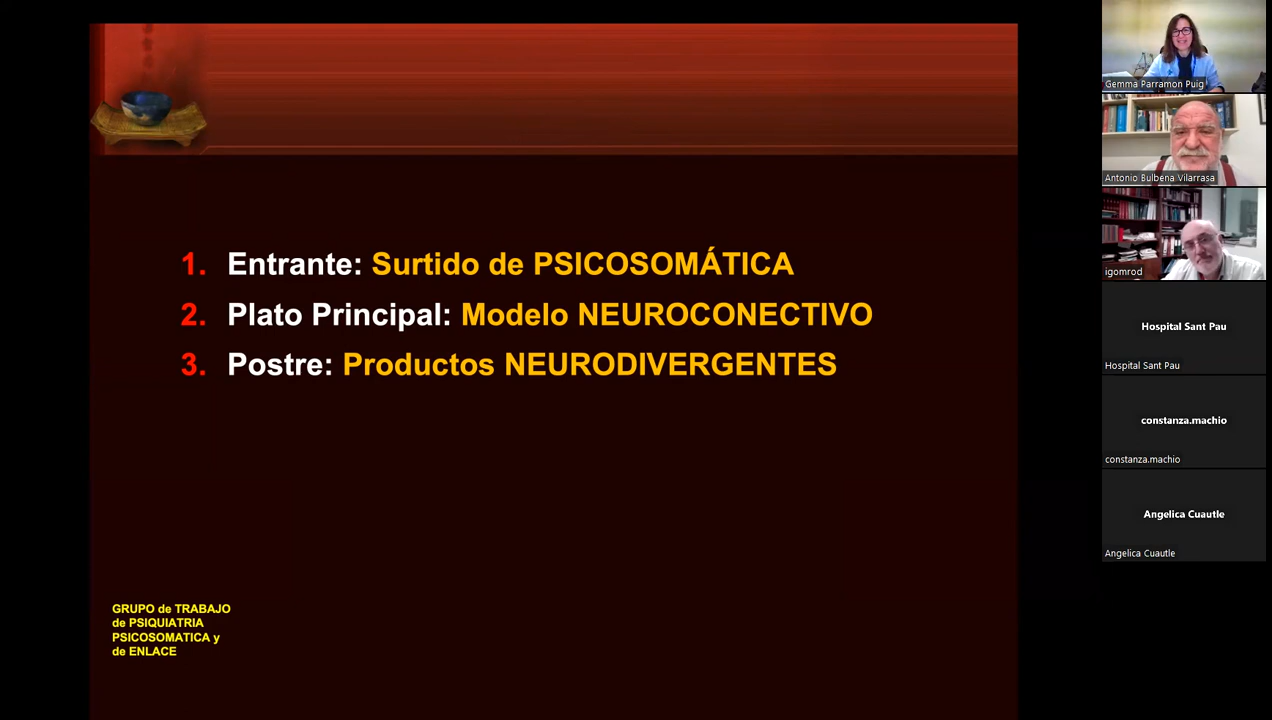 1. Entrante: Surtido de PSICOSOMÁTICA
2. Plato Principal: Modelo NEUROCONECTIVO
3. Postre: Productos NEURODIVERGENTES
GRUPO de TRABAJO
de PSIQUIATRIA
PSICOSOMATICA y
de ENLACE
Gemma Parramon Puig
Antonio Bulbena Vilarrasa
igomrod
Hospital Sant Pau
Hospital Sant Pau
constanza.machio
constanza.machio
Angelica Cuautle
Angelica Cuautle